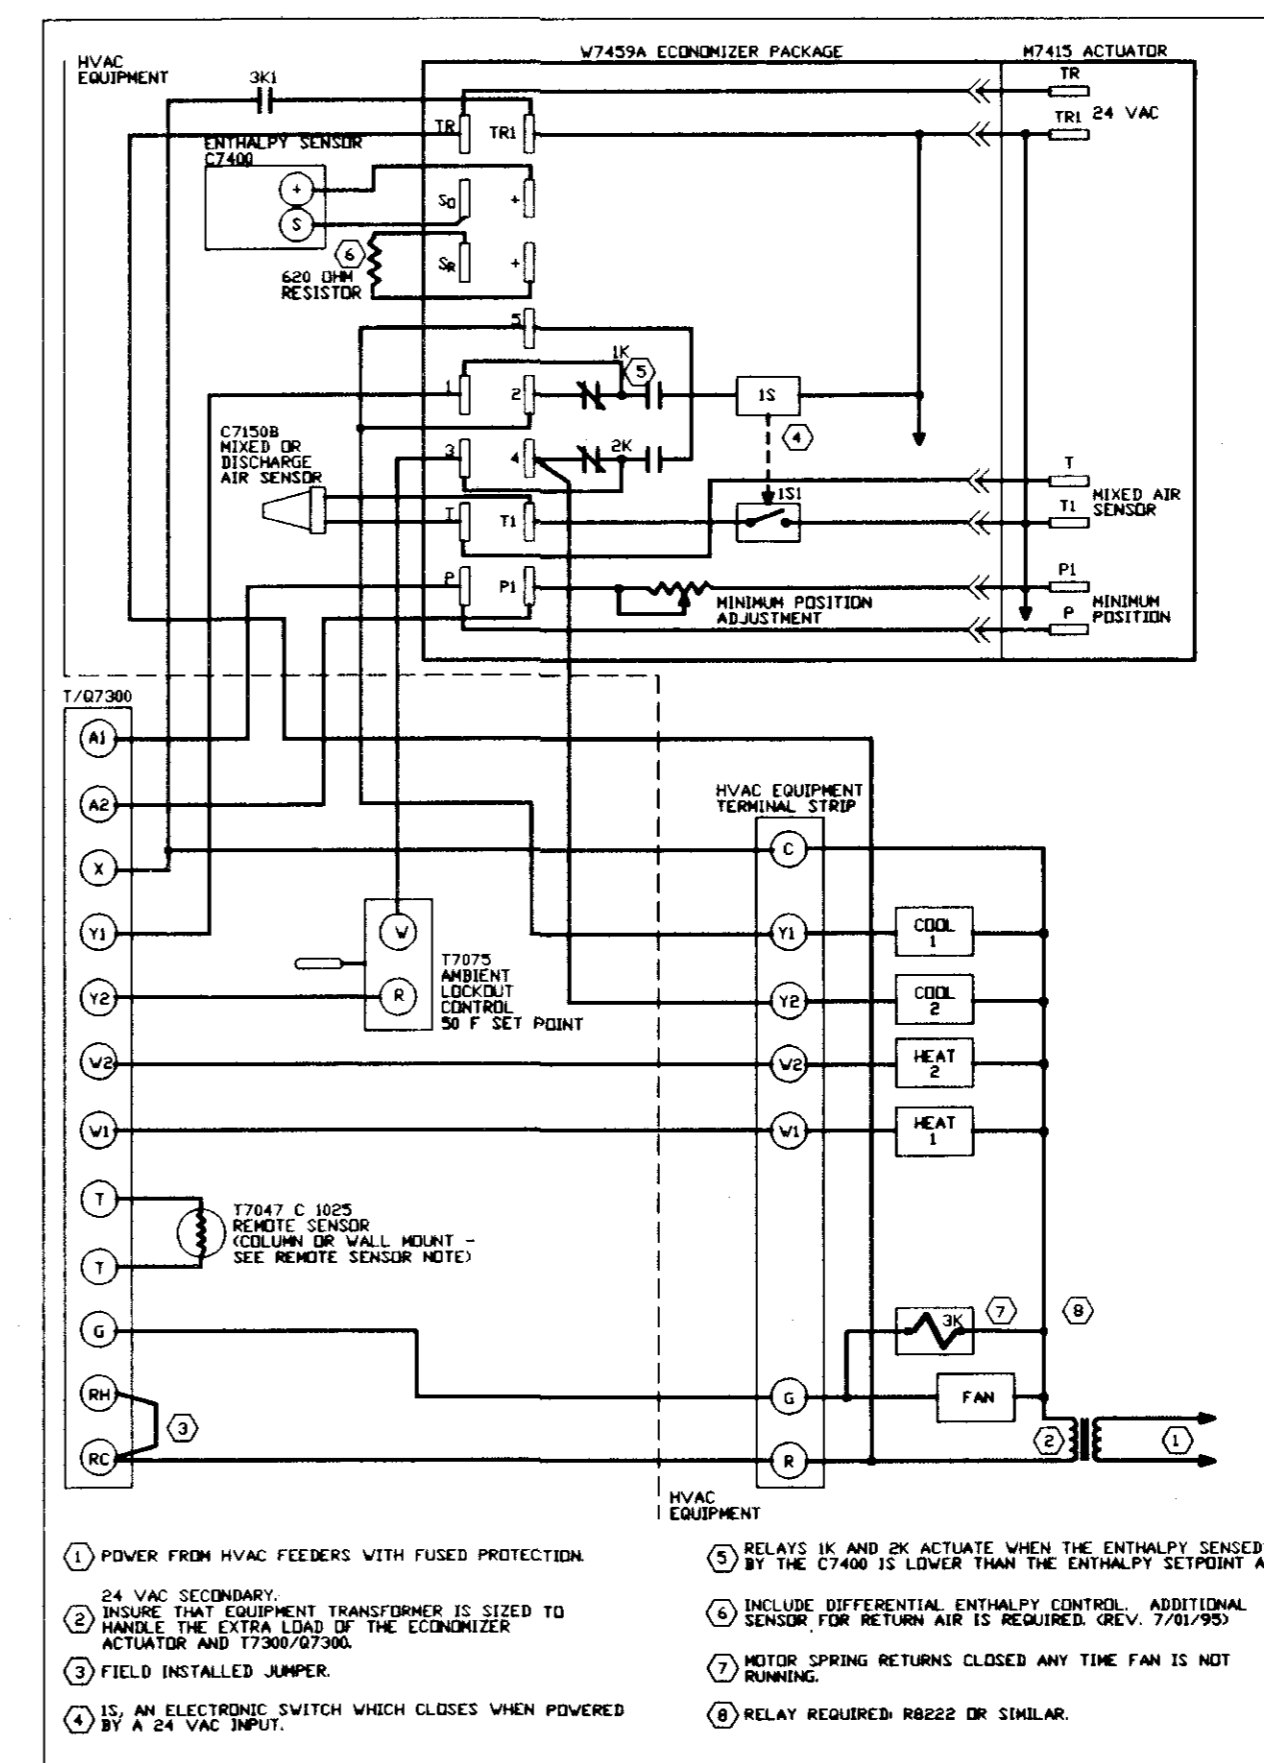 W7459A ECONOMIZER PACKAGE
M7415 ACTUATOR
HVAC
EQUIPMENT
3K1
TR
TR1
TR
TR1 24 VAC
ENTHALPY SENSOR
C7400
+
S
SO
+
6
620 OHM
RESISTOR
SR
+
5
1K
5
1
2
1S
C7150B
MIXED OR
DISCHARGE
AIR SENSOR
2K
4
3
4
T
T1
1S1
T
T1
MIXED AIR
SENSOR
P
P1
MINIMUM POSITION
ADJUSTMENT
P1
P
MINIMUM
POSITION
T/Q7300
A1
A2
X
Y1
Y2
W2
W1
T
T
G
RH
RC
3
W
R
T7075
AMBIENT
LOCKOUT
CONTROL
50 F SET POINT
T7047 C 1025
REMOTE SENSOR
(COLUMN OR WALL MOUNT -
SEE REMOTE SENSOR NOTE)
HVAC EQUIPMENT
TERMINAL STRIP
C
Y1
Y2
W2
W1
G
R
COOL
1
COOL
2
HEAT
2
HEAT
1
3K
7
8
FAN
2
1
HVAC
EQUIPMENT
1 POWER FROM HVAC FEEDERS WITH FUSED PROTECTION.
24 VAC SECONDARY.
2 INSURE THAT EQUIPMENT TRANSFORMER IS SIZED TO
HANDLE THE EXTRA LOAD OF THE ECONOMIZER
ACTUATOR AND T7300/Q7300.
3 FIELD INSTALLED JUMPER.
4 1S, AN ELECTRONIC SWITCH WHICH CLOSES WHEN POWERED
BY A 24 VAC INPUT.
5 RELAYS 1K AND 2K ACTUATE WHEN THE ENTHALPY SENSED
BY THE C7400 IS LOWER THAN THE ENTHALPY SETPOINT A
6 INCLUDE DIFFERENTIAL ENTHALPY CONTROL. ADDITIONAL
SENSOR FOR RETURN AIR IS REQUIRED. (REV. 7/01/95)
7 MOTOR SPRING RETURNS CLOSED ANY TIME FAN IS NOT
RUNNING.
8 RELAY REQUIRED: R8222 OR SIMILAR.